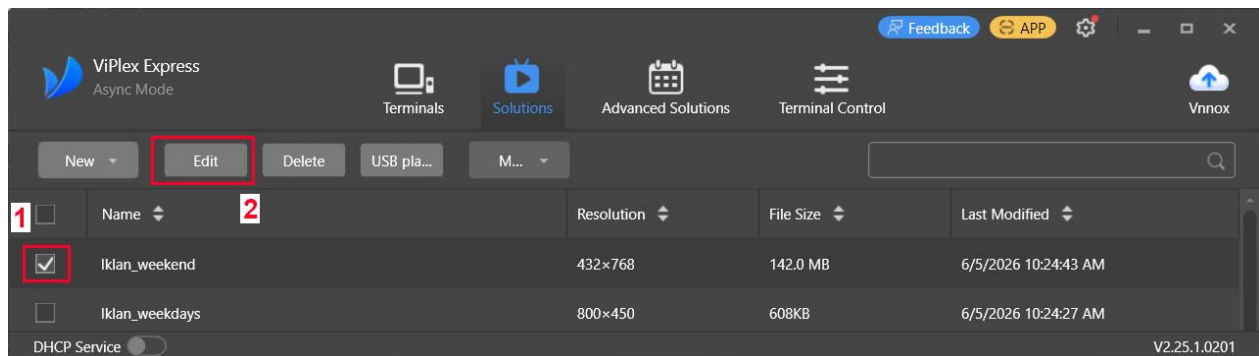 Feedback APP
ViPlex Express
Async Mode
Terminals Solutions Advanced Solutions Terminal Control Vnnox
New Edit Delete USB pla... M...
1 Name 2 Resolution File Size Last Modified
Iklan_weekend 432×768 142.0 MB 6/5/2026 10:24:43 AM
Iklan_weekdays 800×450 608KB 6/5/2026 10:24:27 AM
DHCP Service V2.25.1.0201